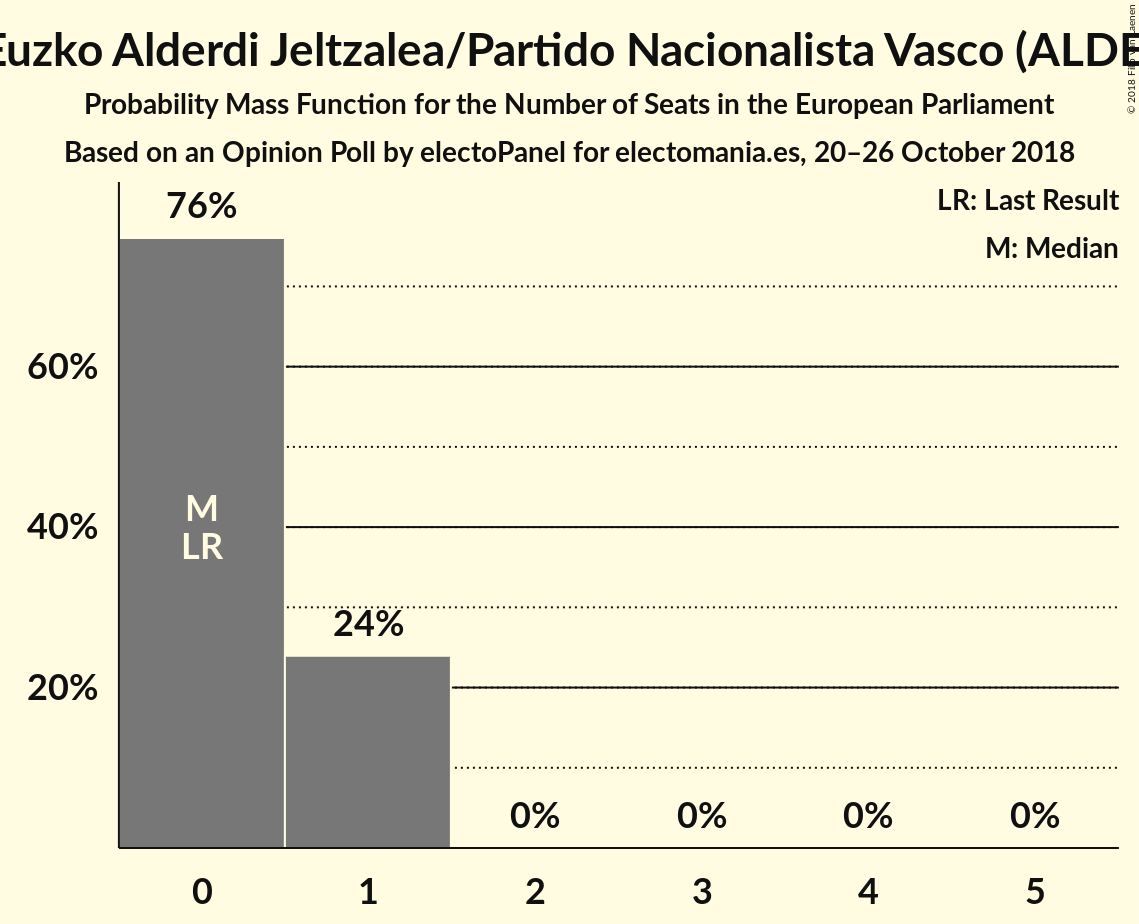 Euzko Alderdi Jeltzalea/Partido Nacionalista Vasco (ALDE
Probability Mass Function for the Number of Seats in the European Parliament
Based on an Opinion Poll by electoPanel for electomania.es, 20–26 October 2018
LR: Last Result
M: Median
76%
60%
40%
20%
M
LR
24%
0% 0% 0% 0%
0 1 2 3 4 5
© 2018